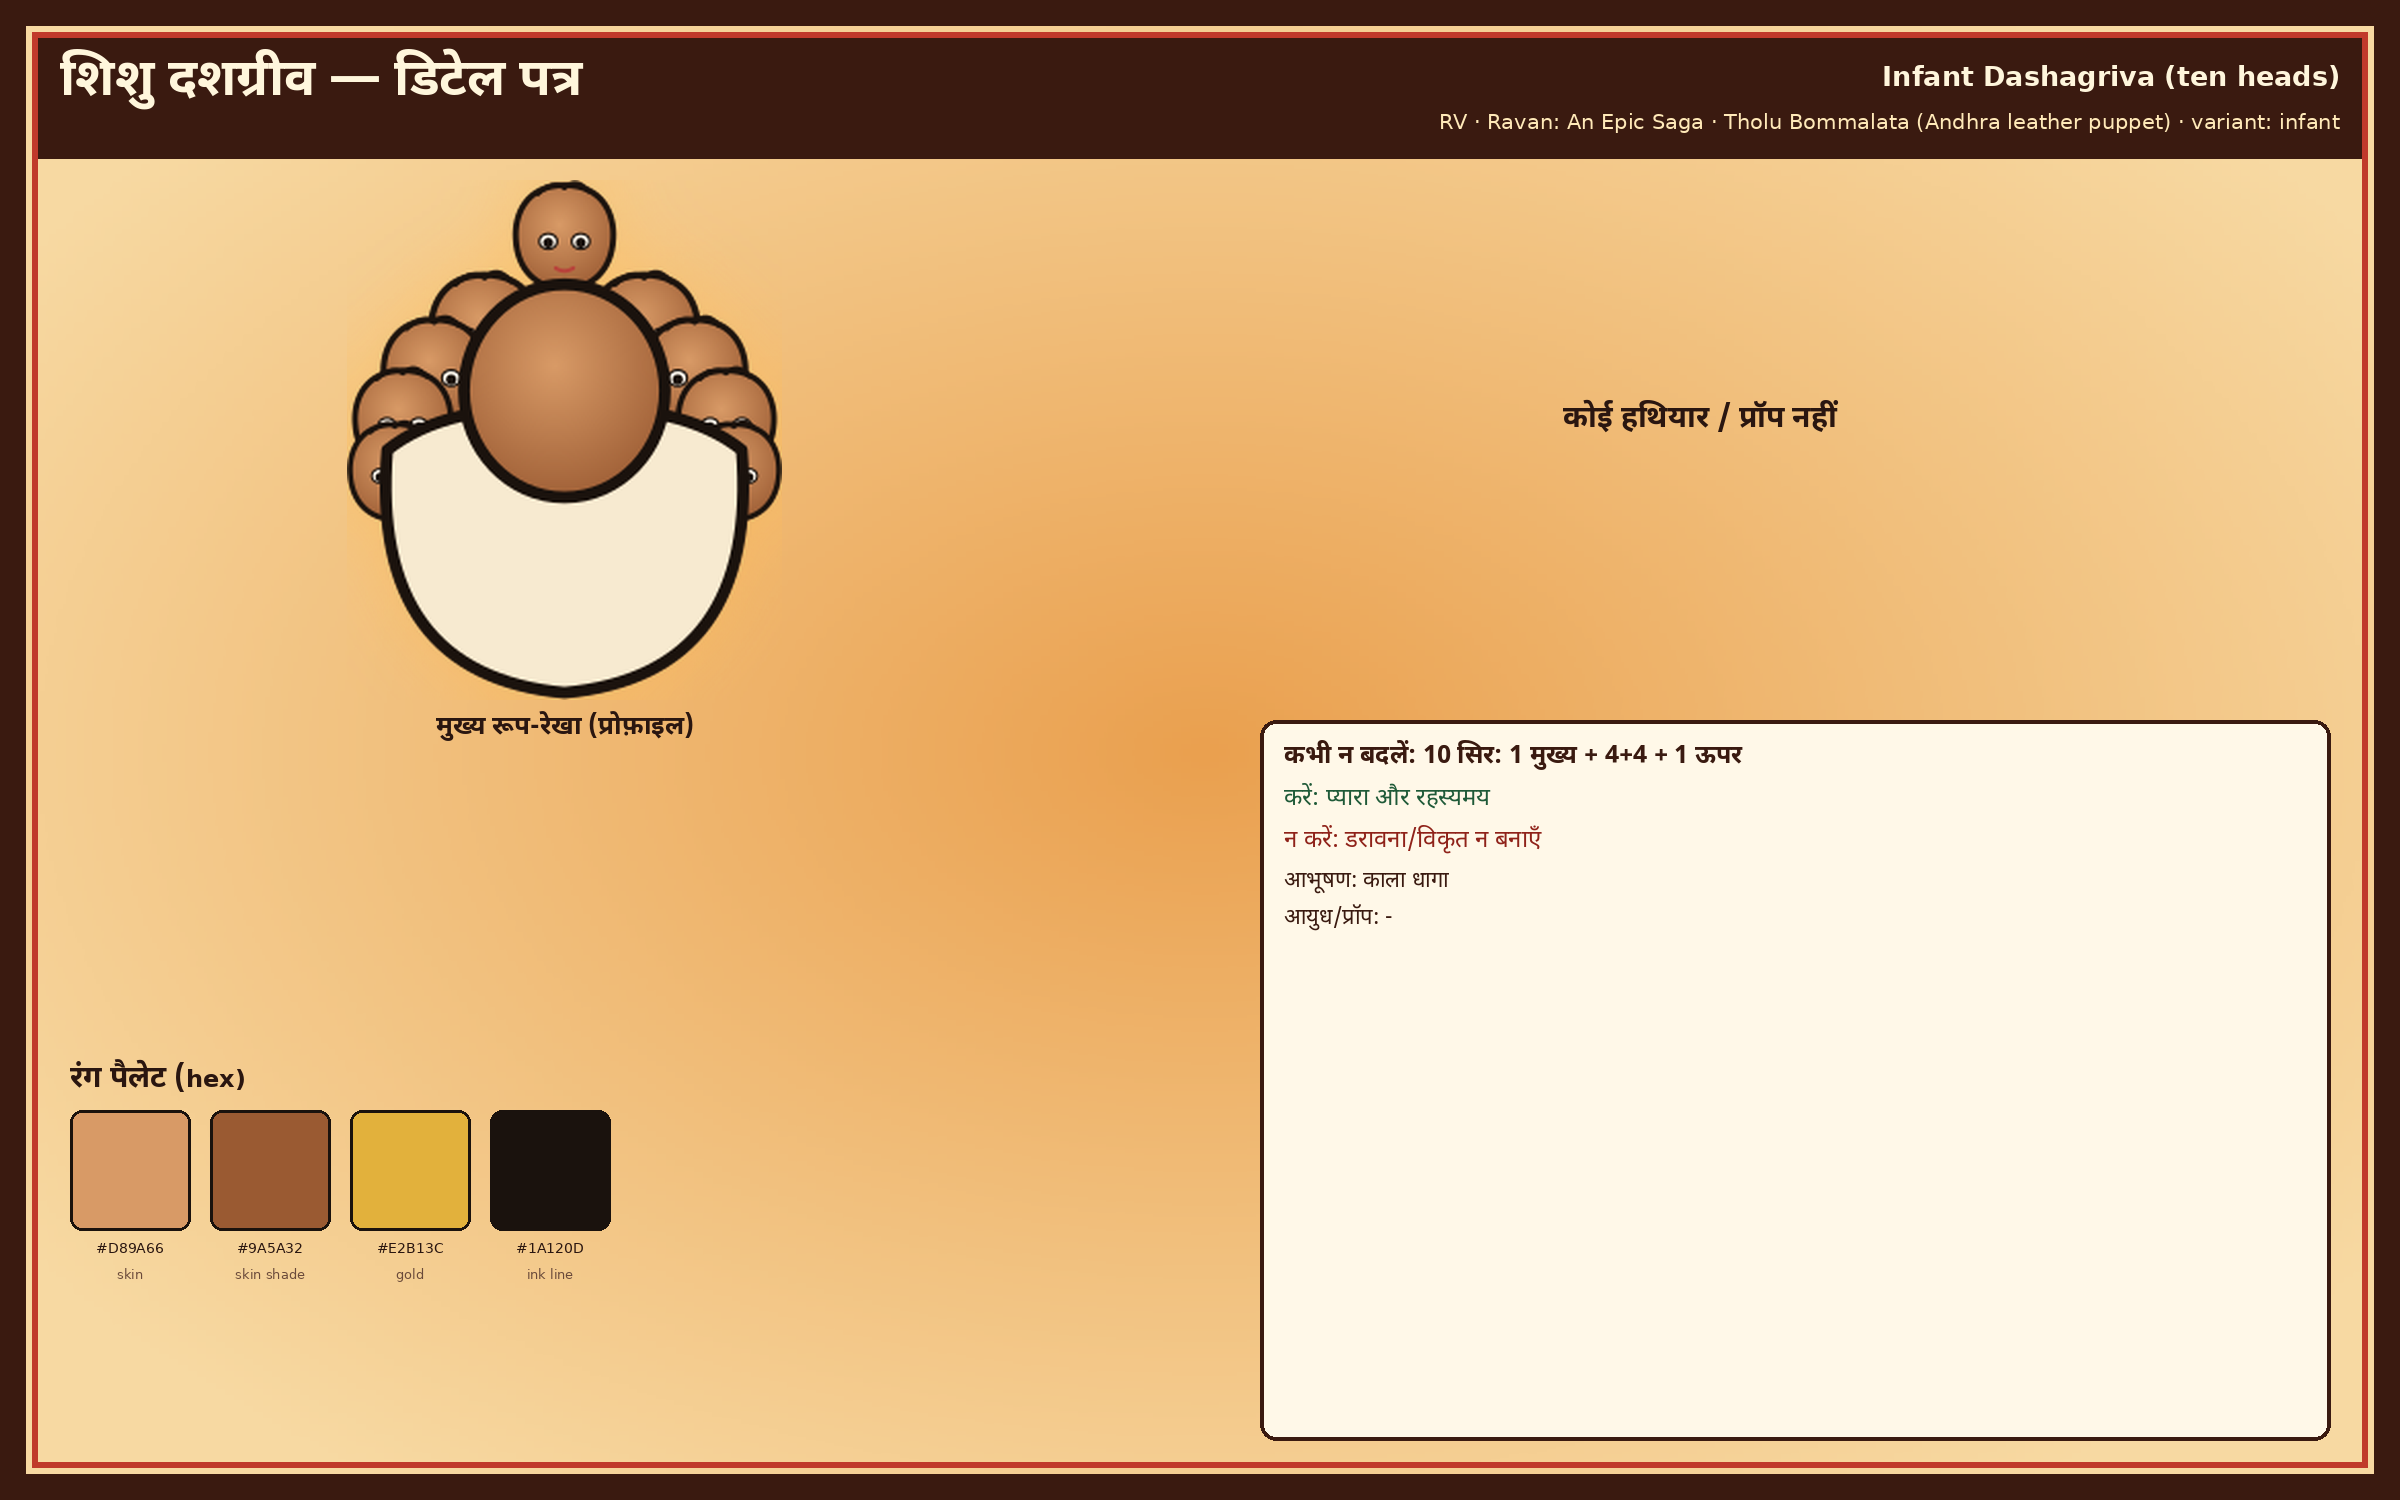 शिशु दशग्रीव — डिटेल पत्र
Infant Dashagriva (ten heads)
RV · Ravan: An Epic Saga · Tholu Bommalata (Andhra leather puppet) · variant: infant
कोई हथियार / प्रॉप नहीं
मुख्य रूप-रेखा (प्रोफ़ाइल)
कभी न बदलें: 10 सिर: 1 मुख्य + 4+4 + 1 ऊपर
करें: प्यारा और रहस्यमय
न करें: डरावना/विकृत न बनाएँ
आभूषण: काला धागा
आयुध/प्रॉप: -
रंग पैलेट (hex)
#D89A66 #9A5A32 #E2B13C #1A120D
skin skin shade gold ink line